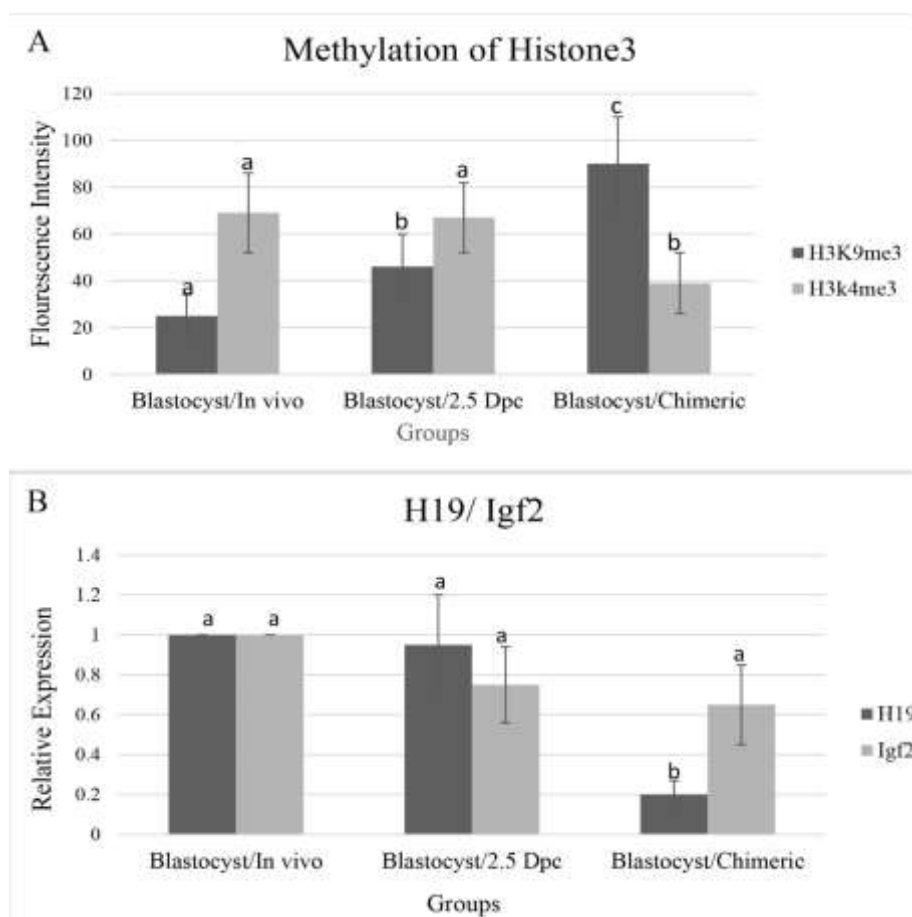 A
Methylation of Histone3
Flourescence Intensity
120
100
80
60
40
20
0
a
a
b
a
c
b
H3K9me3
H3k4me3
Blastocyst/In vivo
Blastocyst/2.5 Dpc
Blastocyst/Chimeric
Groups
B
H19/ Igf2
Relative Expression
1.4
1.2
1
0.8
0.6
0.4
0.2
0
a
a
a
a
b
a
H19
Igf2
Blastocyst/In vivo
Blastocyst/2.5 Dpc
Blastocyst/Chimeric
Groups